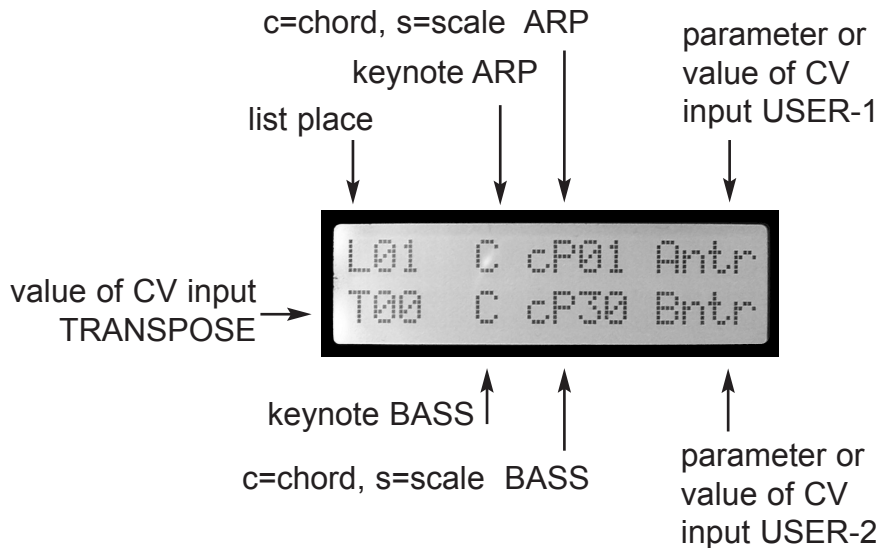 c=chord, s=scale ARP
keynote ARP
list place
parameter or
value of CV
input USER-1
L01 C cP01 Antr
T00 C cP30 Bntr
value of CV input
TRANSPOSE
keynote BASS
c=chord, s=scale BASS
parameter or
value of CV
input USER-2